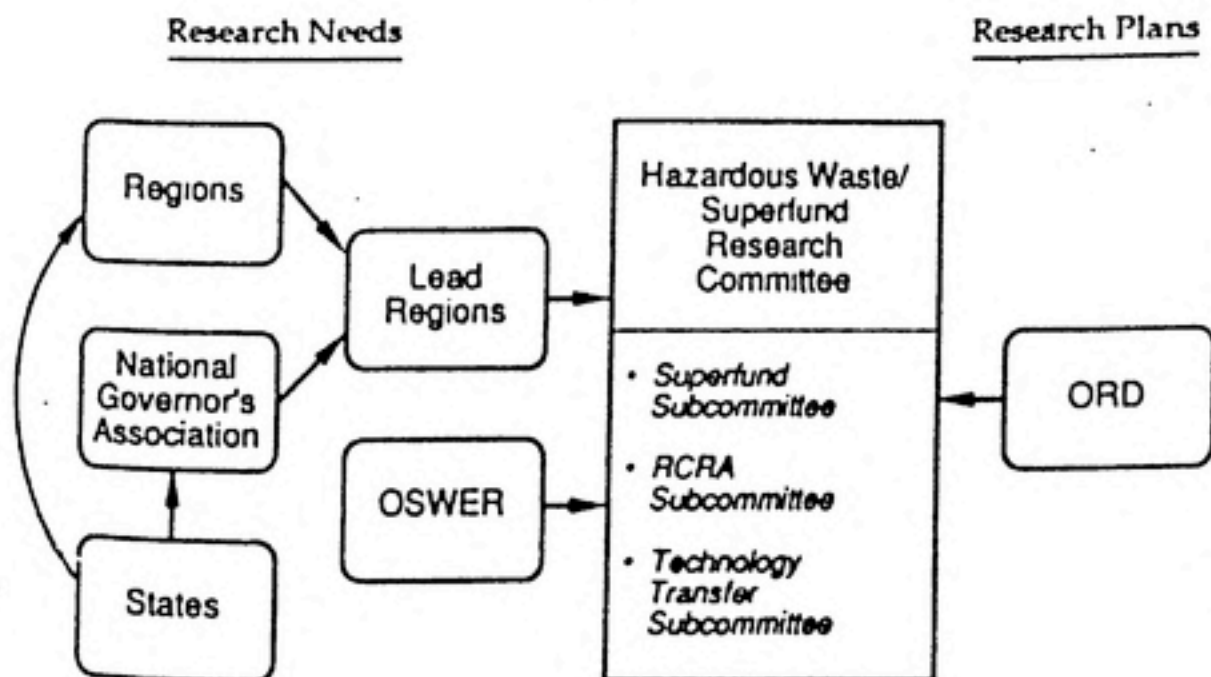 Research Needs
Research Plans
Regions
Lead
Regions
National
Governor's
Association
OSWER
States
Hazardous Waste/
Superfund
Research
Committee
• Superfund
Subcommittee
• RCRA
Subcommittee
• Technology
Transfer
Subcommittee
ORD